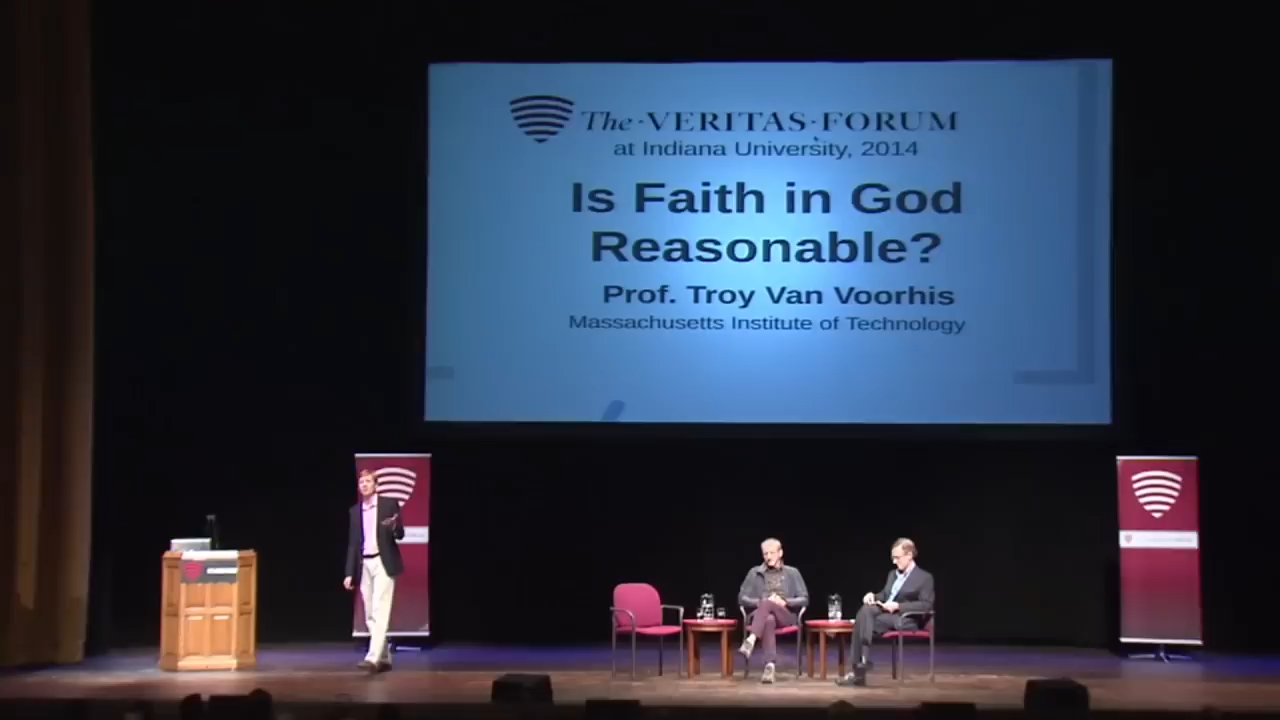 The·VERITAS·FORUM
at Indiana University, 2014
Is Faith in God
Reasonable?
Prof. Troy Van Voorhis
Massachusetts Institute of Technology